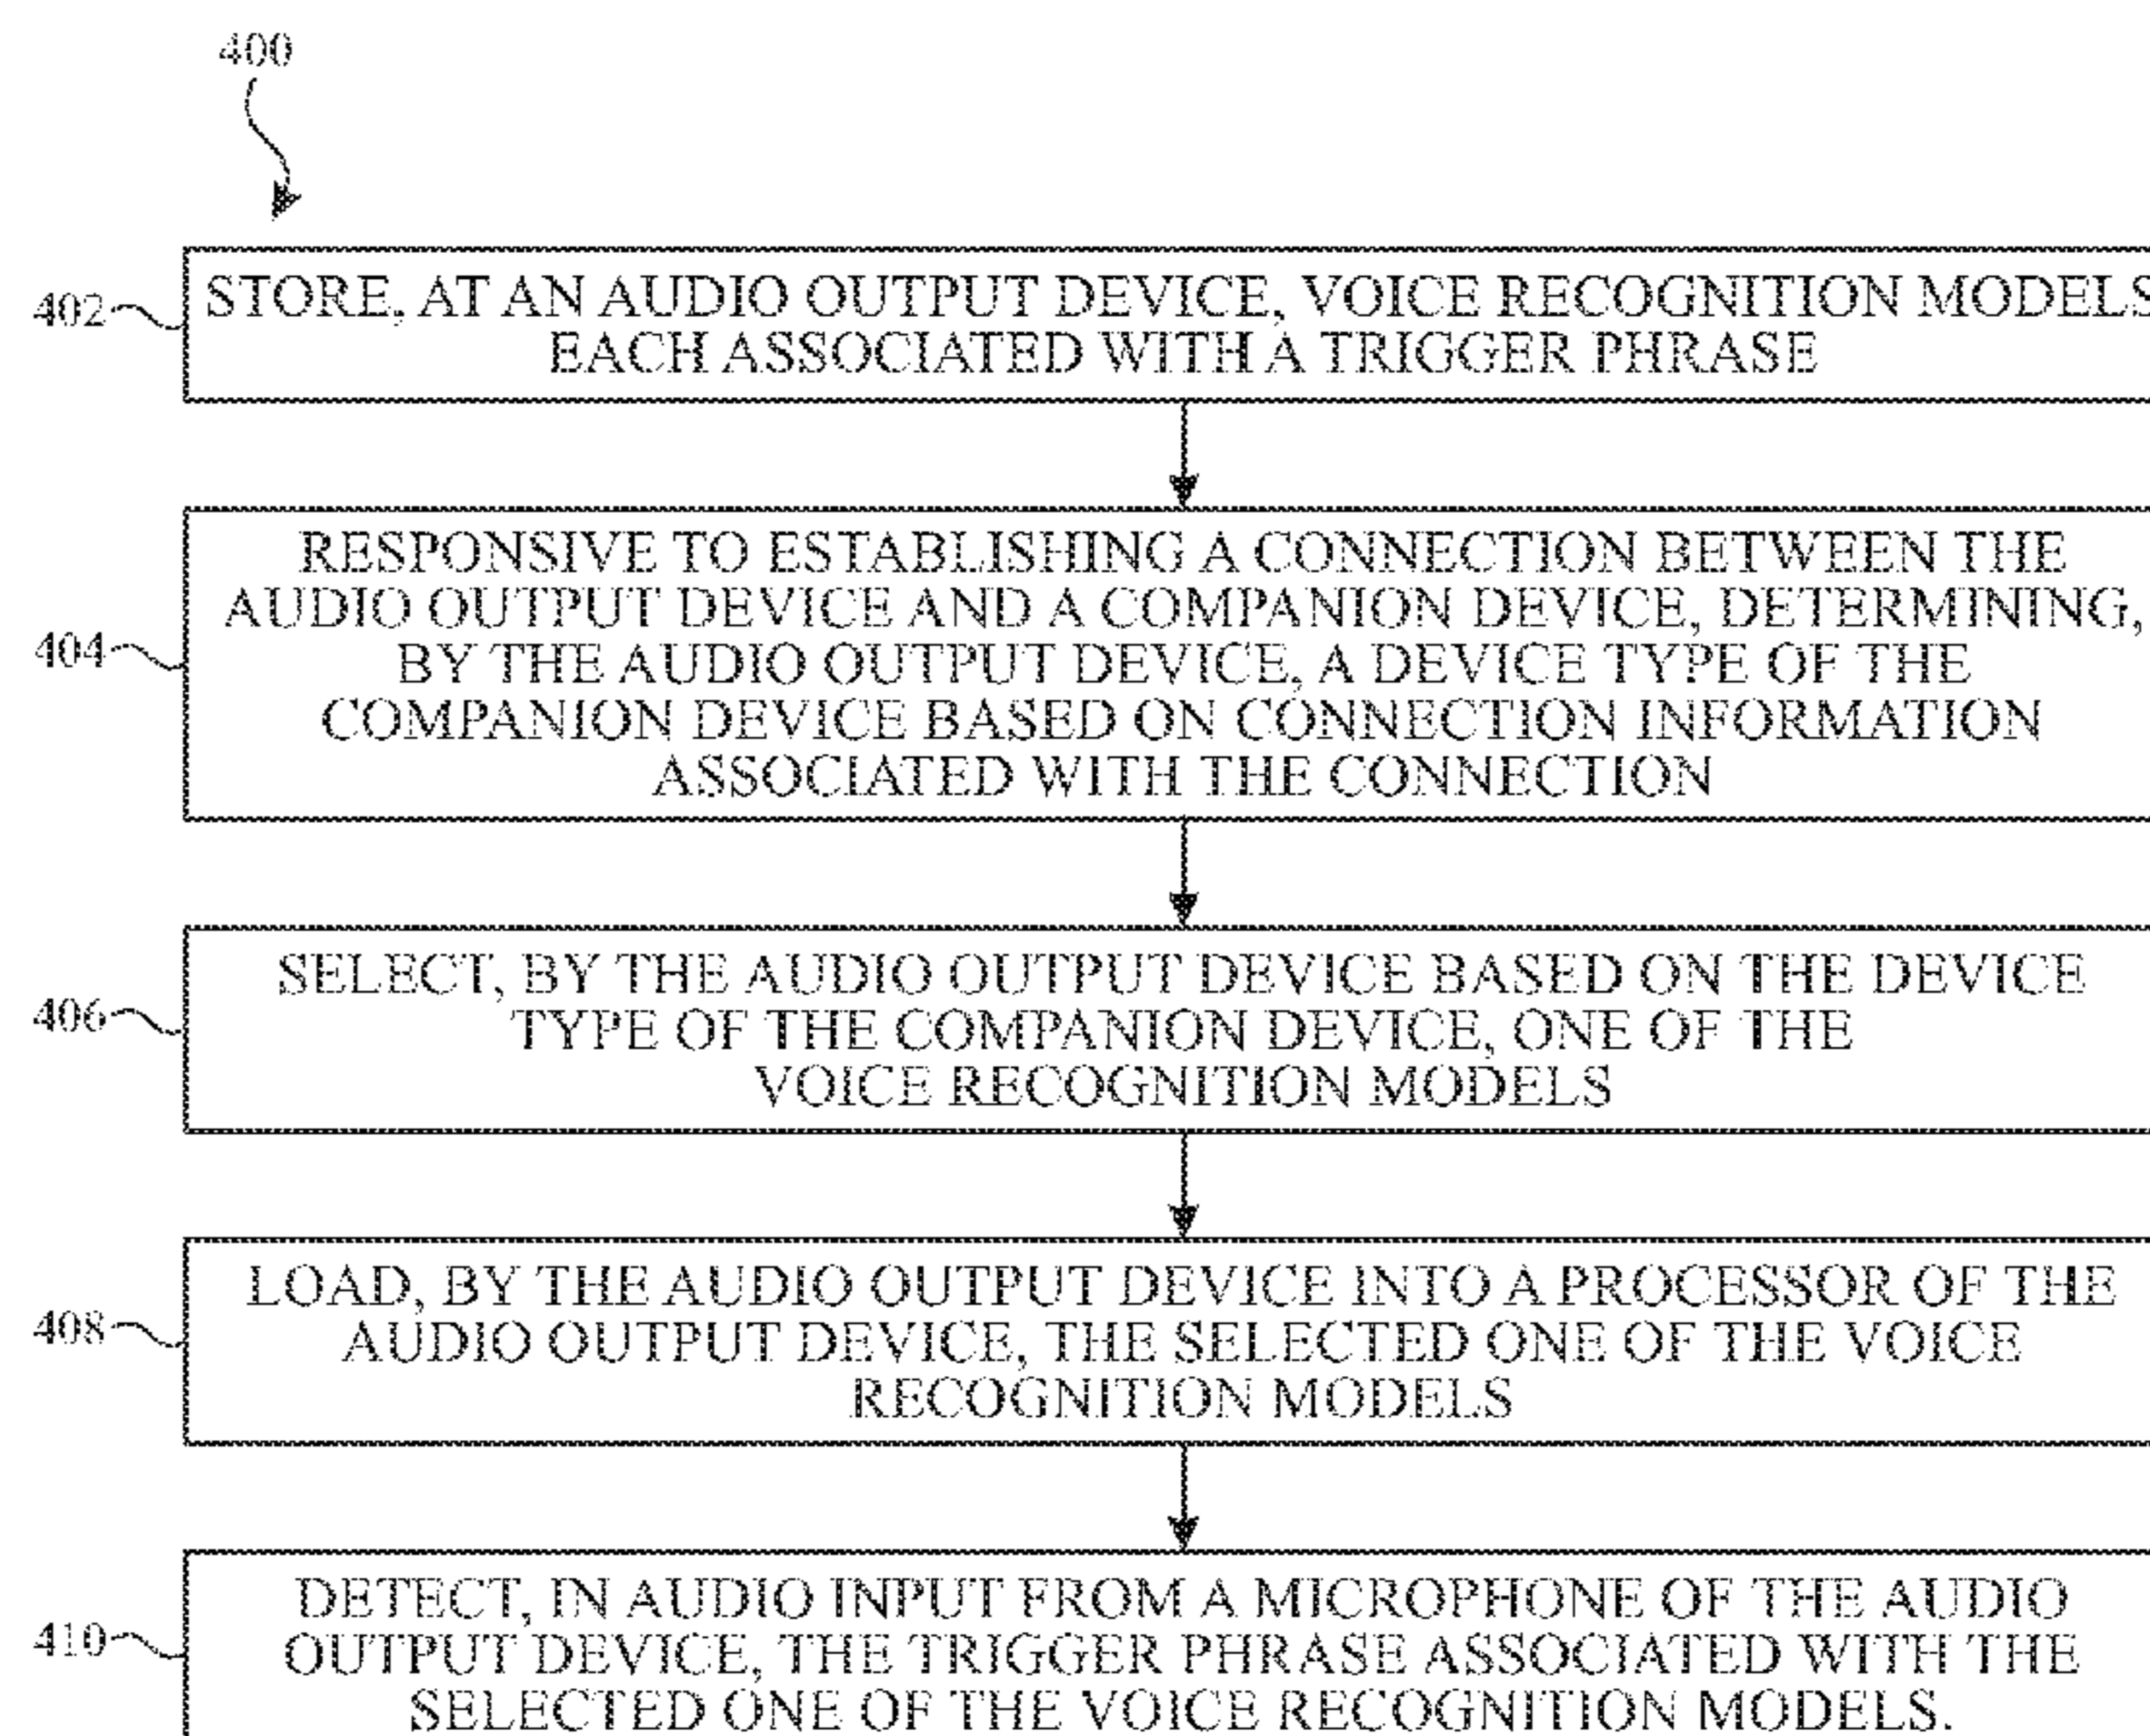 400
402
STORE, AT AN AUDIO OUTPUT DEVICE, VOICE RECOGNITION MODELS
EACH ASSOCIATED WITH A TRIGGER PHRASE
404
RESPONSIVE TO ESTABLISHING A CONNECTION BETWEEN THE
AUDIO OUTPUT DEVICE AND A COMPANION DEVICE, DETERMINING,
BY THE AUDIO OUTPUT DEVICE, A DEVICE TYPE OF THE
COMPANION DEVICE BASED ON CONNECTION INFORMATION
ASSOCIATED WITH THE CONNECTION
406
SELECT, BY THE AUDIO OUTPUT DEVICE BASED ON THE DEVICE
TYPE OF THE COMPANION DEVICE, ONE OF THE
VOICE RECOGNITION MODELS
408
LOAD, BY THE AUDIO OUTPUT DEVICE INTO A PROCESSOR OF THE
AUDIO OUTPUT DEVICE, THE SELECTED ONE OF THE VOICE
RECOGNITION MODELS
410
DETECT, IN AUDIO INPUT FROM A MICROPHONE OF THE AUDIO
OUTPUT DEVICE, THE TRIGGER PHRASE ASSOCIATED WITH THE
SELECTED ONE OF THE VOICE RECOGNITION MODELS.